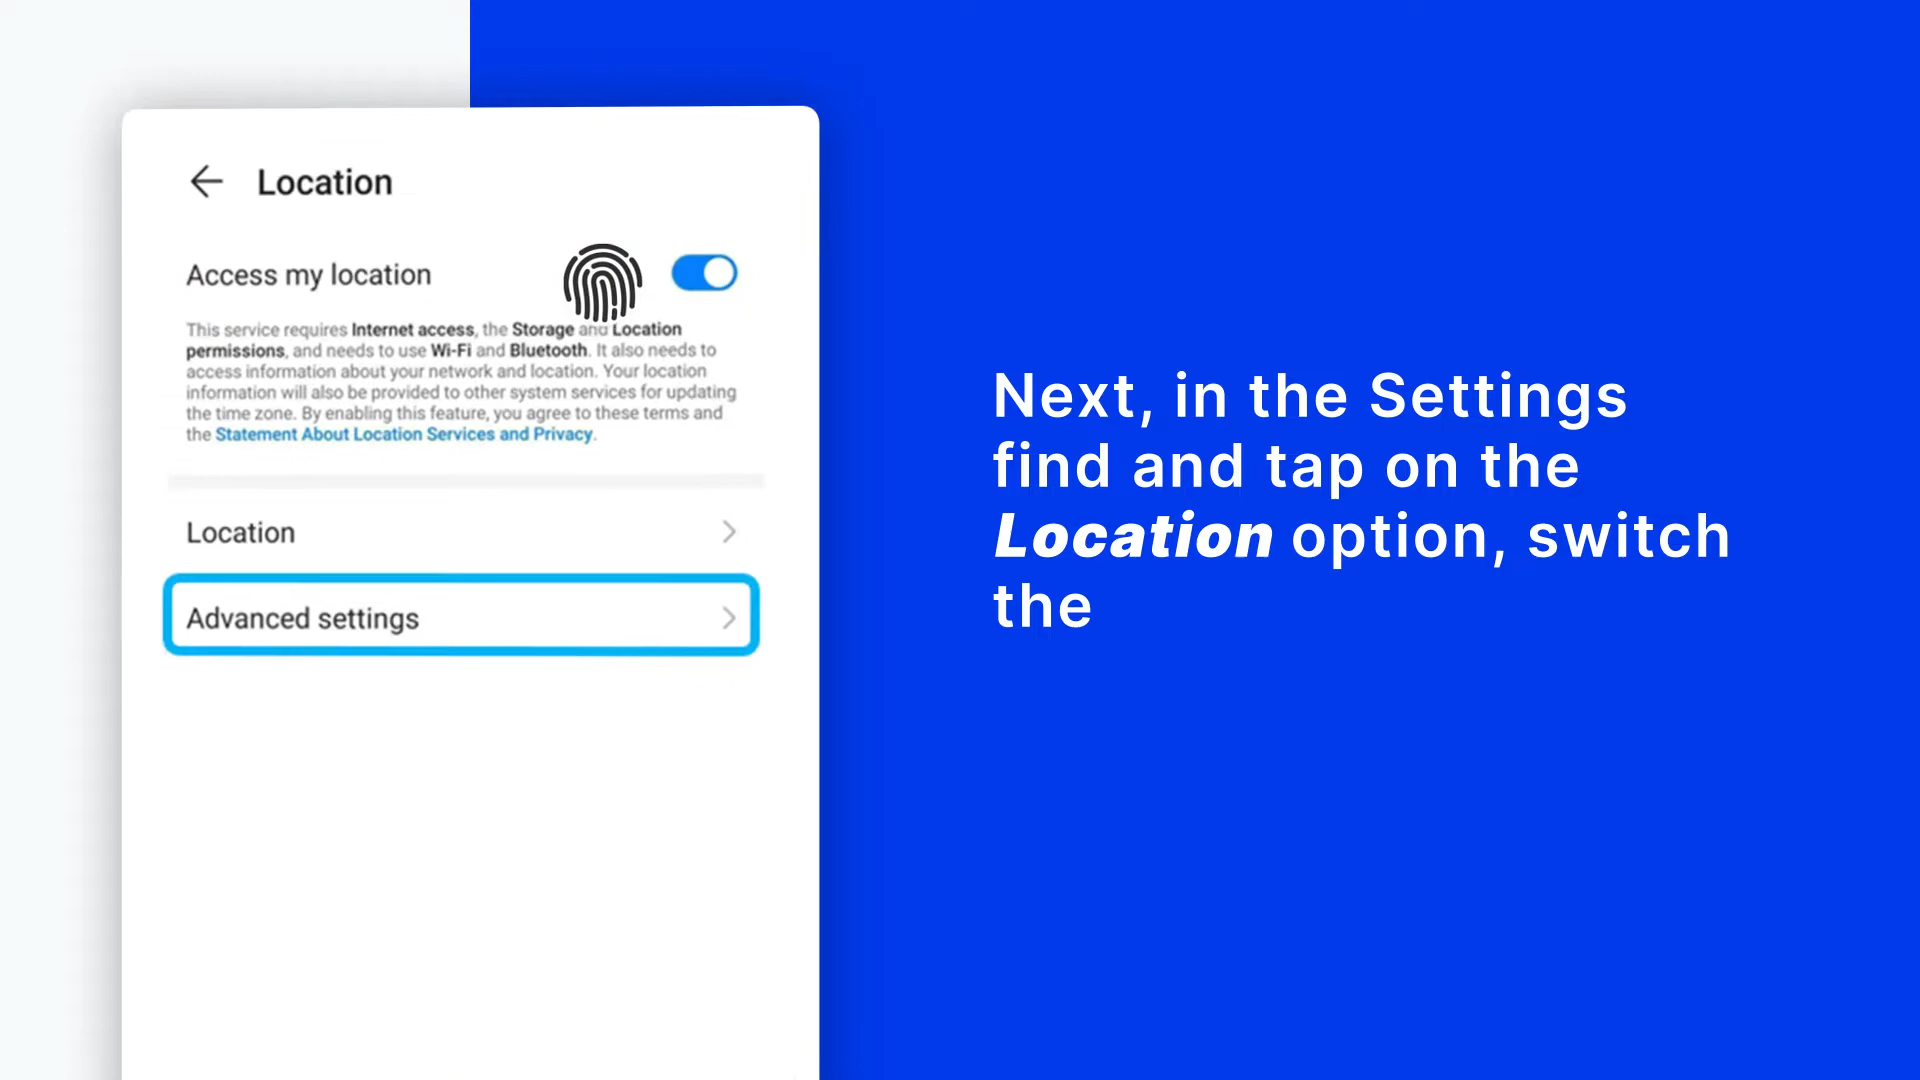 Location
Access my location
This service requires Internet access, the Storage and Location
permissions, and needs to use Wi-Fi and Bluetooth. It also needs to
access information about your network and location. Your location
information will also be provided to other system services for updating
the time zone. By enabling this feature, you agree to these terms and
the Statement About Location Services and Privacy.
Location
Advanced settings
Next, in the Settings
find and tap on the
Location option, switch
the